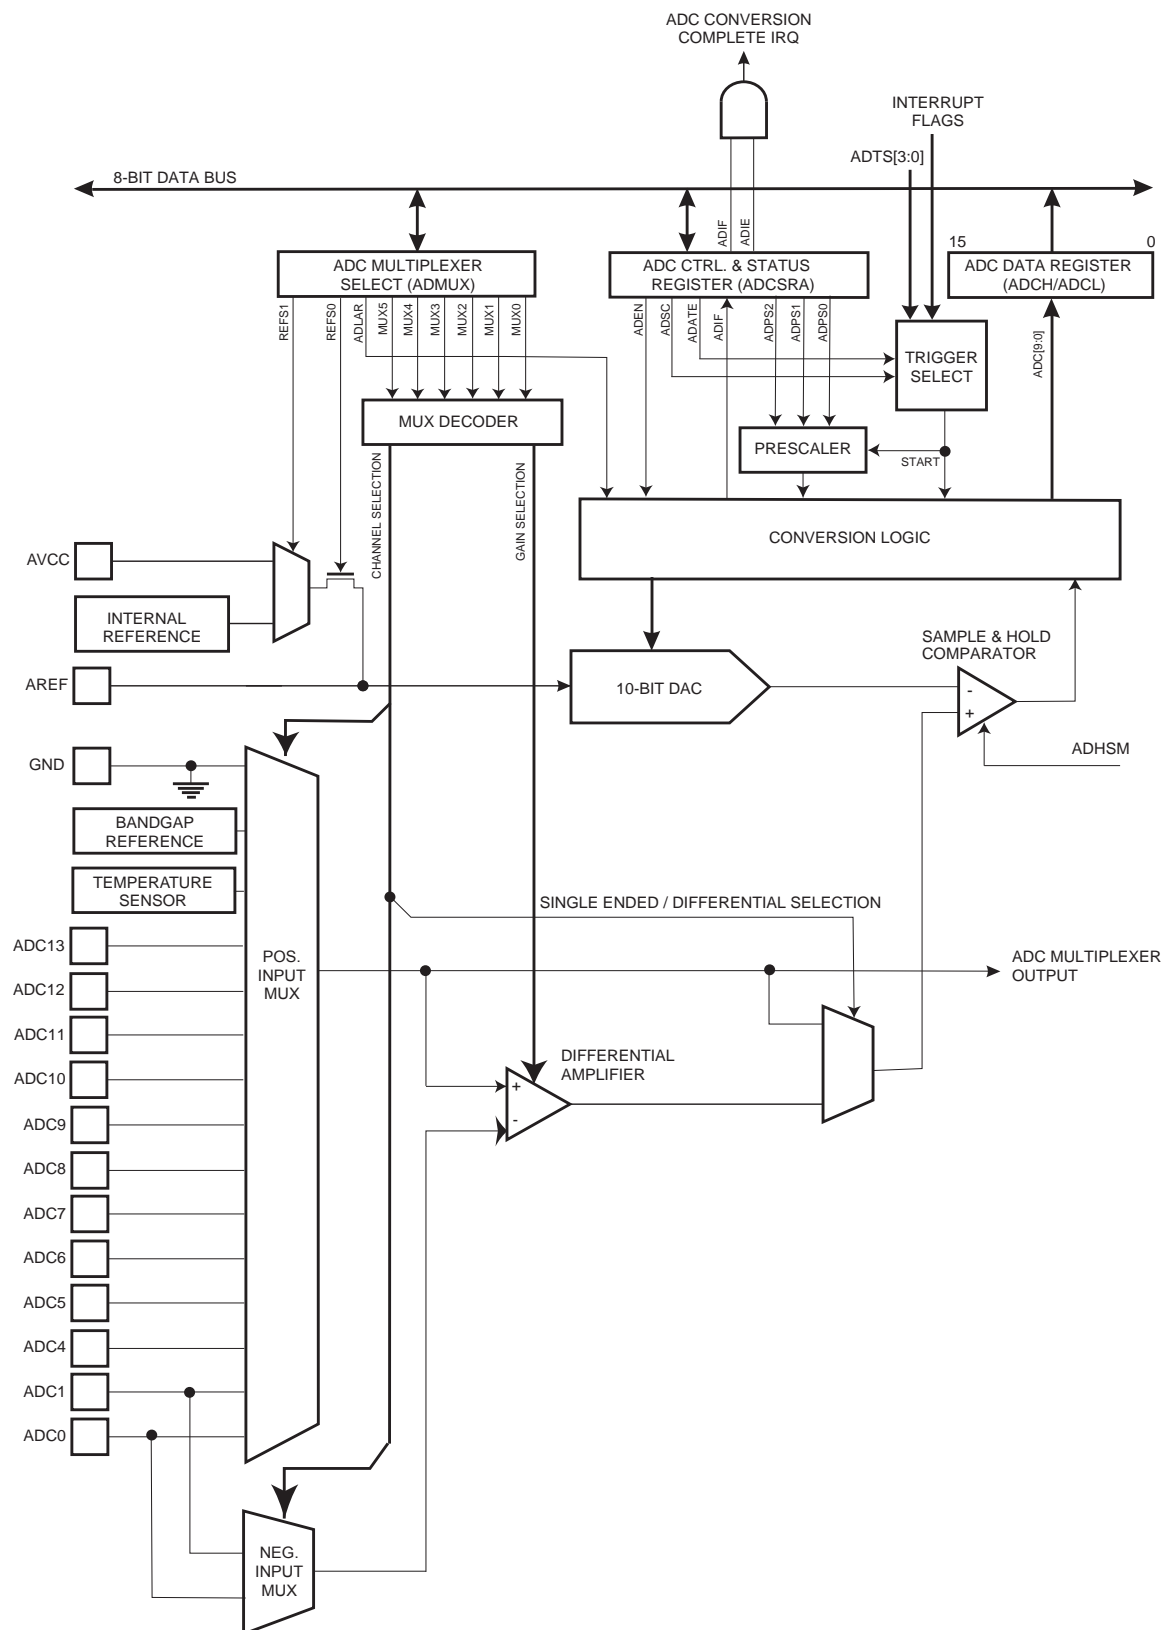 ADC CONVERSION
COMPLETE IRQ
INTERRUPT
FLAGS
ADTS[3:0]
8-BIT DATA BUS
ADIF
ADIE
15
0
ADC MULTIPLEXER
SELECT (ADMUX)
ADC CTRL. & STATUS
REGISTER (ADCSRA)
ADC DATA REGISTER
(ADCH/ADCL)
REFS1
REFS0
ADLAR
MUX5
MUX4
MUX3
MUX2
MUX1
MUX0
ADEN
ADSC
ADATE
ADIF
ADPS2
ADPS1
ADPS0
TRIGGER
SELECT
ADC[9:0]
MUX DECODER
PRESCALER
START
CHANNEL SELECTION
GAIN SELECTION
CONVERSION LOGIC
AVCC
INTERNAL
REFERENCE
SAMPLE & HOLD
COMPARATOR
AREF
10-BIT DAC
-
+
GND
ADHSM
BANDGAP
REFERENCE
TEMPERATURE
SENSOR
SINGLE ENDED / DIFFERENTIAL SELECTION
ADC13
POS.
INPUT
MUX
ADC MULTIPLEXER
OUTPUT
ADC12
ADC11
DIFFERENTIAL
AMPLIFIER
ADC10
+
-
ADC9
ADC8
ADC7
ADC6
ADC5
ADC4
ADC1
ADC0
NEG.
INPUT
MUX